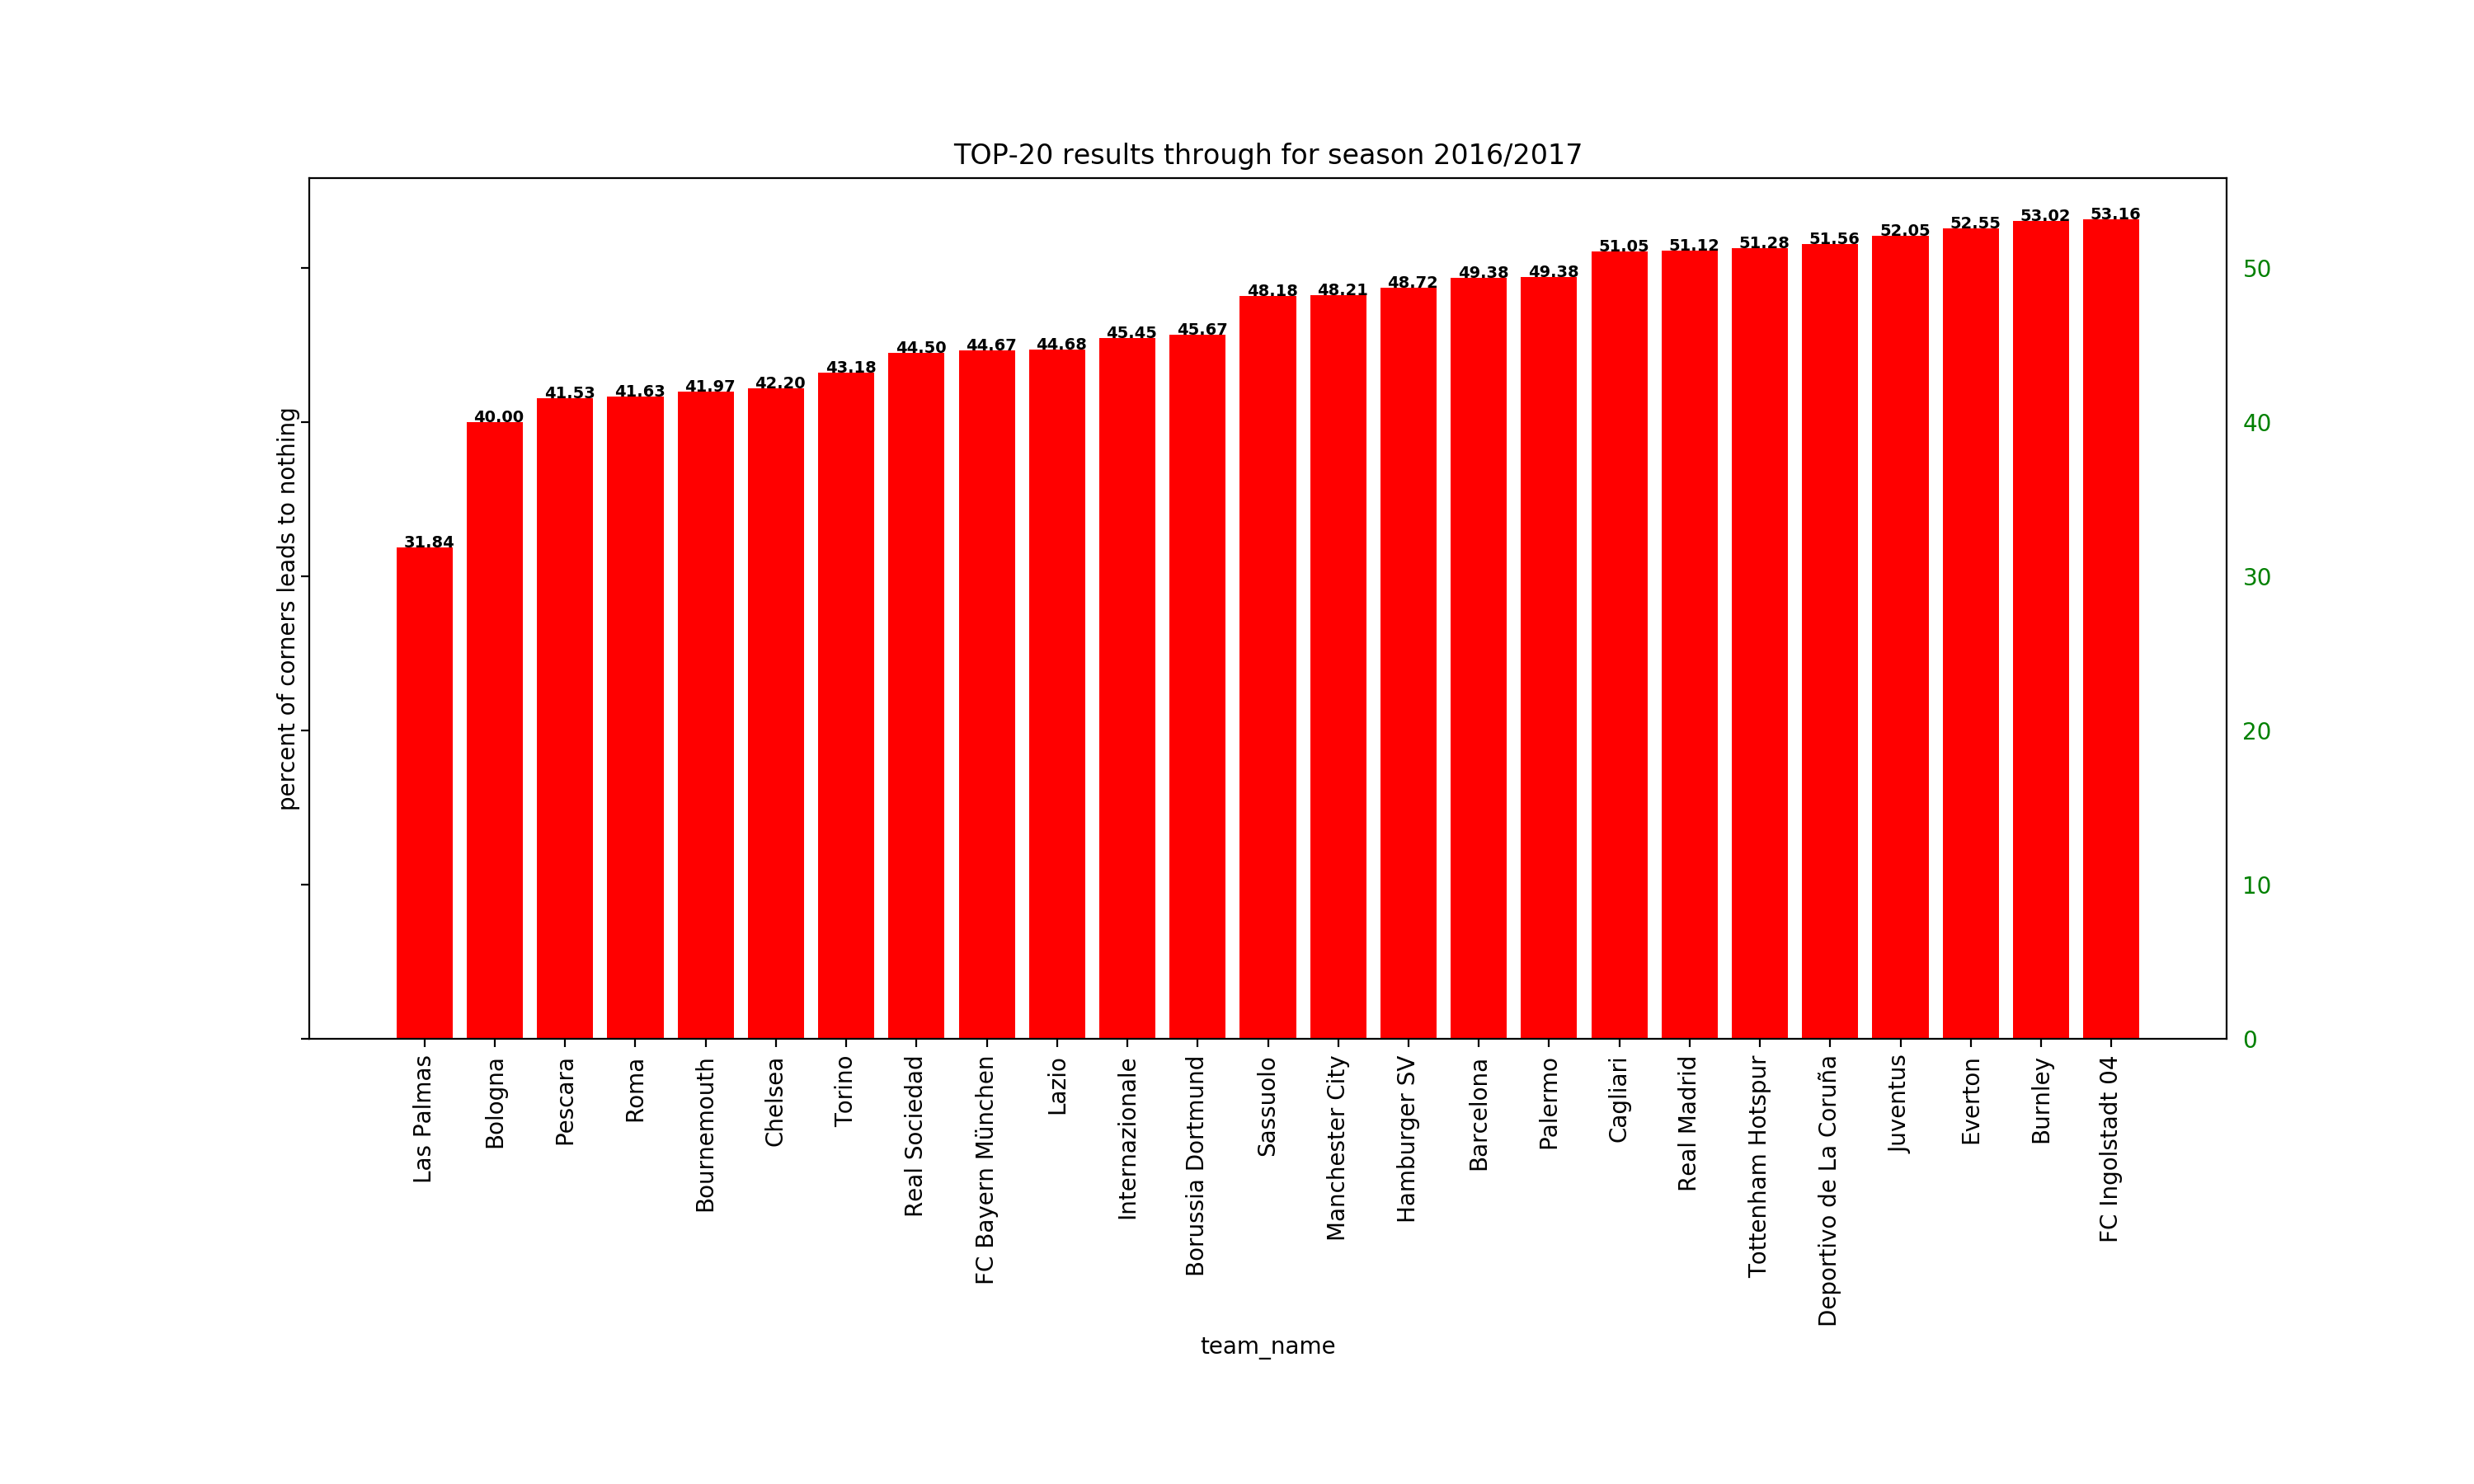 TOP-20 results through for season 2016/2017
percent of corners leads to nothing
31.84
40.00
41.53
41.63
41.97
42.20
43.18
44.50
44.67
44.68
45.45
45.67
48.18
48.21
48.72
49.38
49.38
51.05
51.12
51.28
51.56
52.05
52.55
53.02
53.16
50
40
30
20
10
0
Las Palmas
Bologna
Pescara
Roma
Bournemouth
Chelsea
Torino
Real Sociedad
FC Bayern München
Lazio
Internazionale
Borussia Dortmund
Sassuolo
Manchester City
Hamburger SV
Barcelona
Palermo
Cagliari
Real Madrid
Tottenham Hotspur
Deportivo de La Coruña
Juventus
Everton
Burnley
FC Ingolstadt 04
team_name